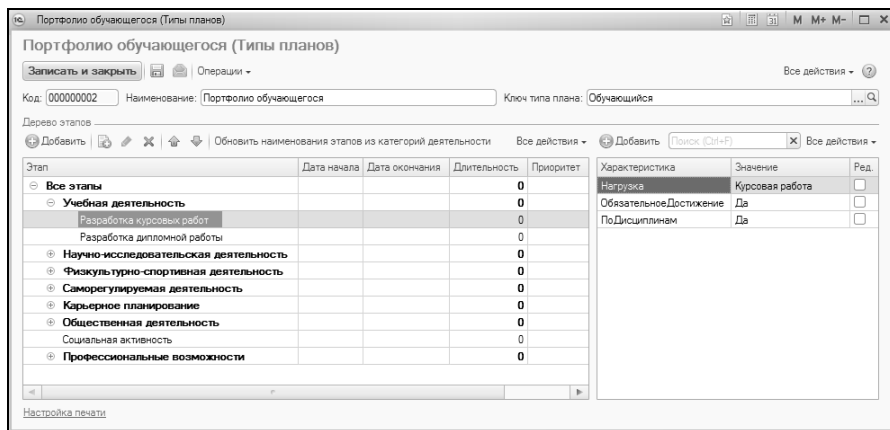 Портфолио обучающегося (Типы планов)
31 M M+ M-
Портфолио обучающегося (Типы планов)
Записать и закрыть Операции Все действия ?
Код: 000000002 Наименование: Портфолио обучающегося Ключ типа плана: Обучающийся ...
Дерево этапов
Добавить Обновить наименования этапов из категорий деятельности Все действия Добавить Поиск (Ctrl+F) Все действия
Этап Дата начала Дата окончания Длительность Приоритет Характеристика Значение Ред.
Все этапы 0 Нагрузка Курсовая работа
Учебная деятельность 0 ОбязательноеДостижение Да
Разработка курсовых работ 0 ПоДисциплинам Да
Разработка дипломной работы 0
Научно-исследовательская деятельность 0
Физкультурно-спортивная деятельность 0
Саморегулируемая деятельность 0
Карьерное планирование 0
Общественная деятельность 0
Социальная активность 0
Профессиональные возможности 0
Настройка печати